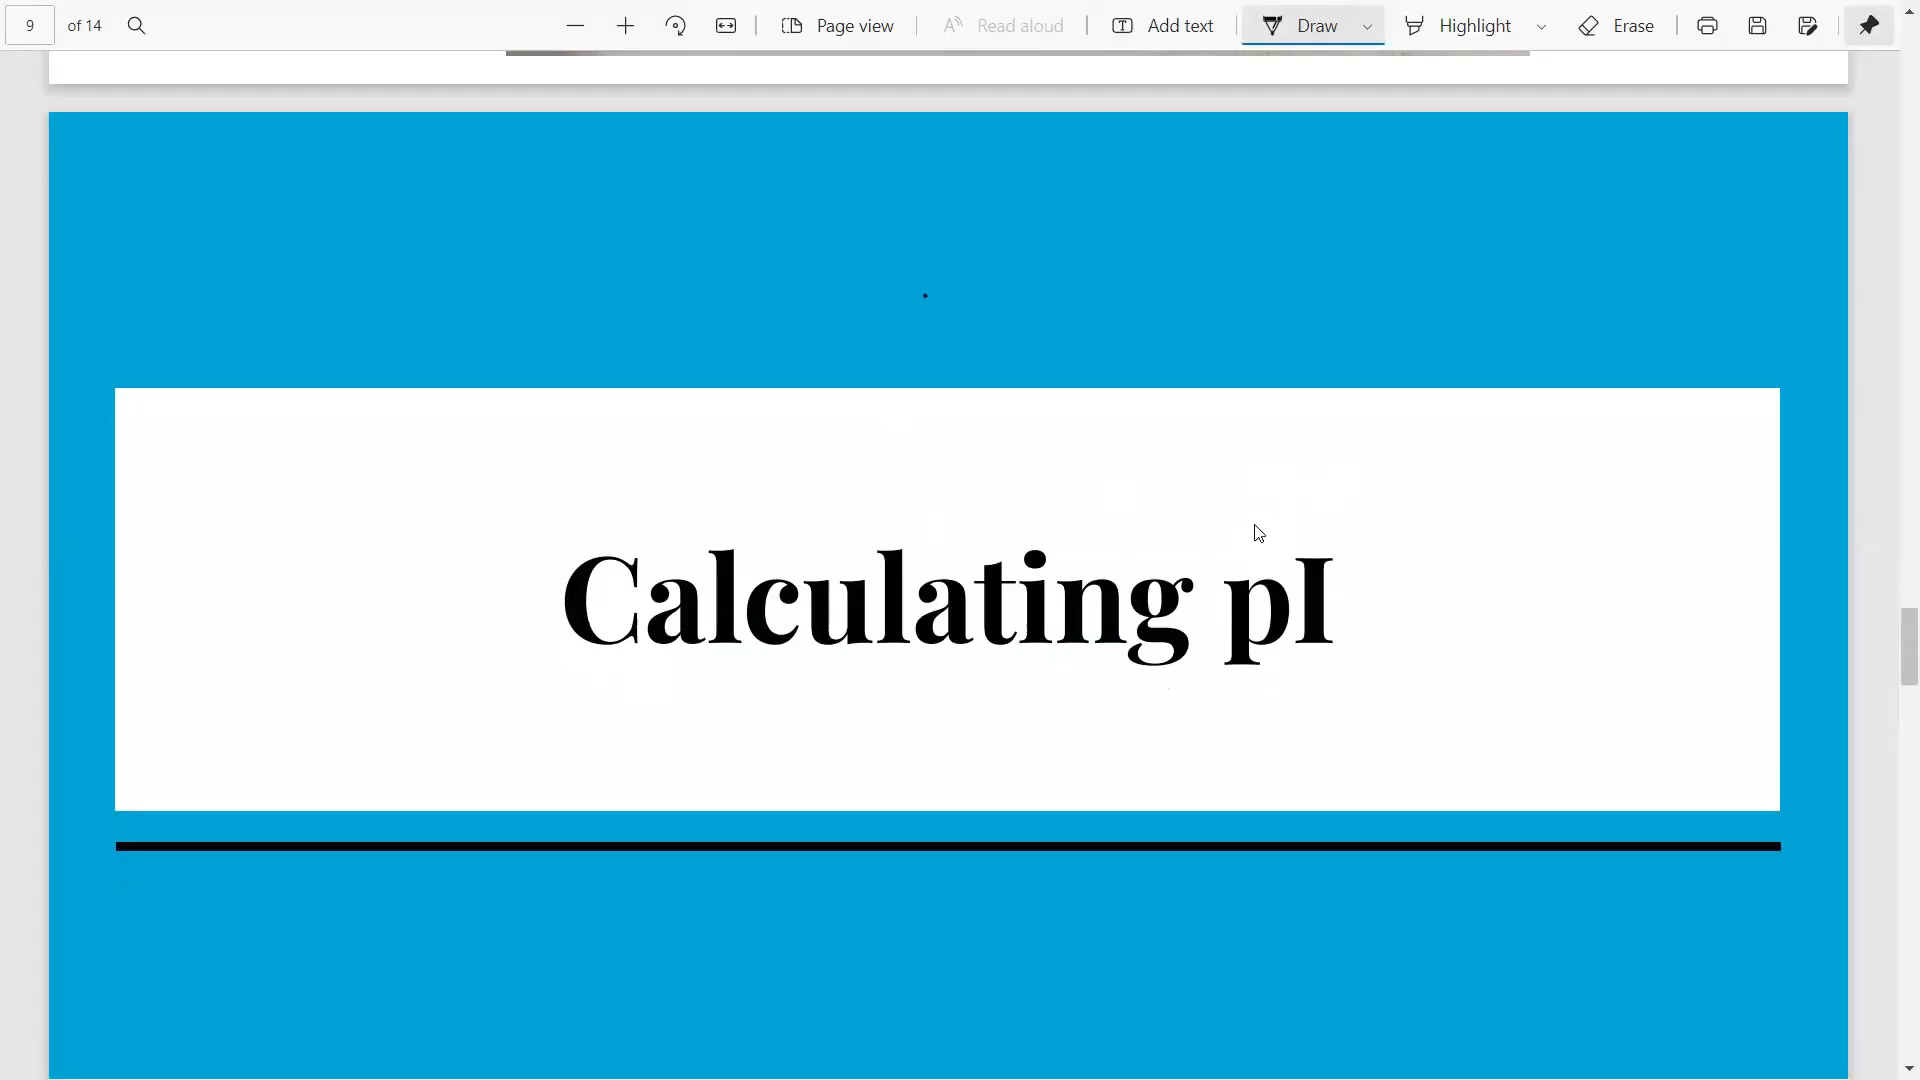 9 of 14 Page view Read aloud Add text Draw Highlight Erase
Calculating pI